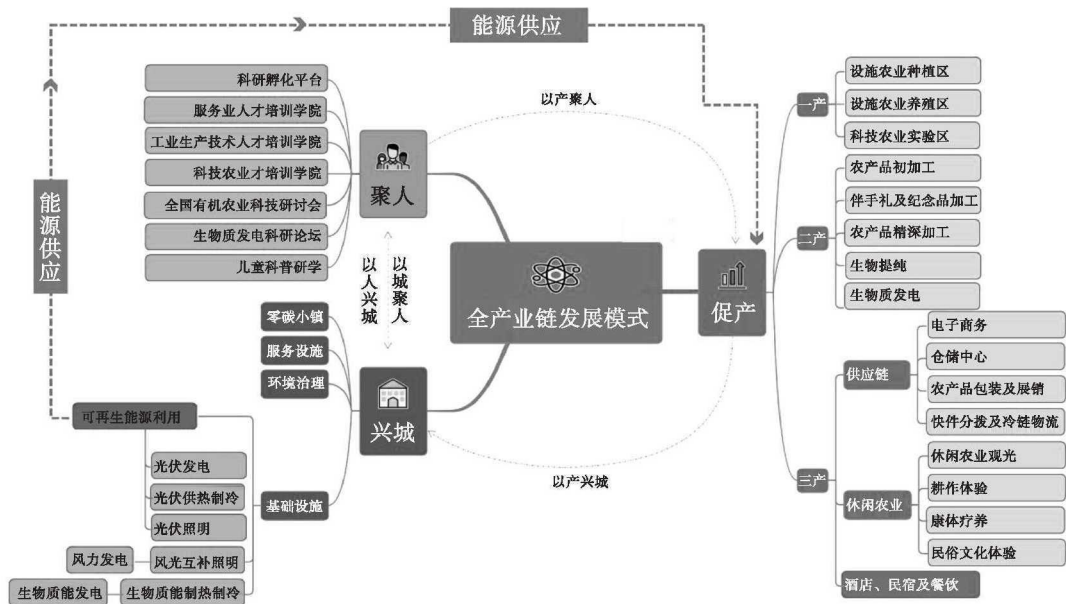 能源供应
能源供应
科研孵化平台
服务业人才培训学院
工业生产技术人才培训学院
科技农业才培训学院
全国有机农业科技研讨会
生物质发电科研论坛
儿童科普研学
聚人
以产聚人
以人兴城
以城聚人
全产业链发展模式
促产
零碳小镇
服务设施
环境治理
兴城
以产兴城
可再生能源利用
光伏发电
光伏供热制冷
光伏照明
基础设施
风力发电
风光互补照明
生物质能发电
生物质能制热制冷
一产
设施农业种植区
设施农业养殖区
科技农业实验区
二产
农产品初加工
伴手礼及纪念品加工
农产品精深加工
生物提纯
生物质发电
三产
供应链
电子商务
仓储中心
农产品包装及展销
快件分拨及冷链物流
休闲农业
休闲农业观光
耕作体验
康体疗养
民俗文化体验
酒店、民宿及餐饮